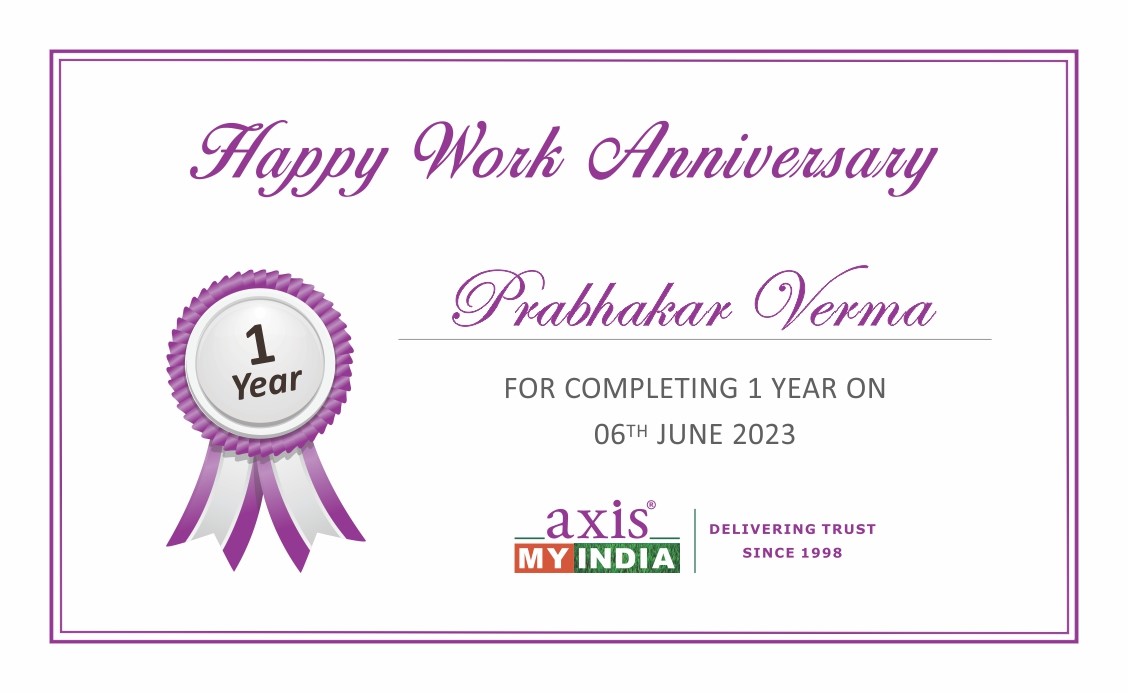 Happy Work Anniversary
1
Year
Prabhakar Verma
FOR COMPLETING 1 YEAR ON
06TH JUNE 2023
axis®
MY INDIA
DELIVERING TRUST
SINCE 1998